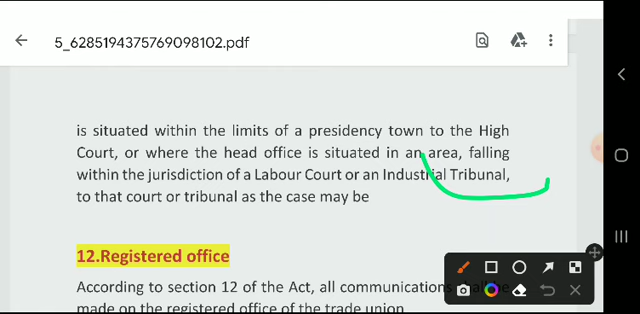 5_6285194375769098102.pdf
is situated within the limits of a presidency town to the High
Court, or where the head office is situated in an area, falling
within the jurisdiction of a Labour Court or an Industrial Tribunal,
to that court or tribunal as the case may be
12.Registered office
According to section 12 of the Act, all communications
made on the registered office of the trade union